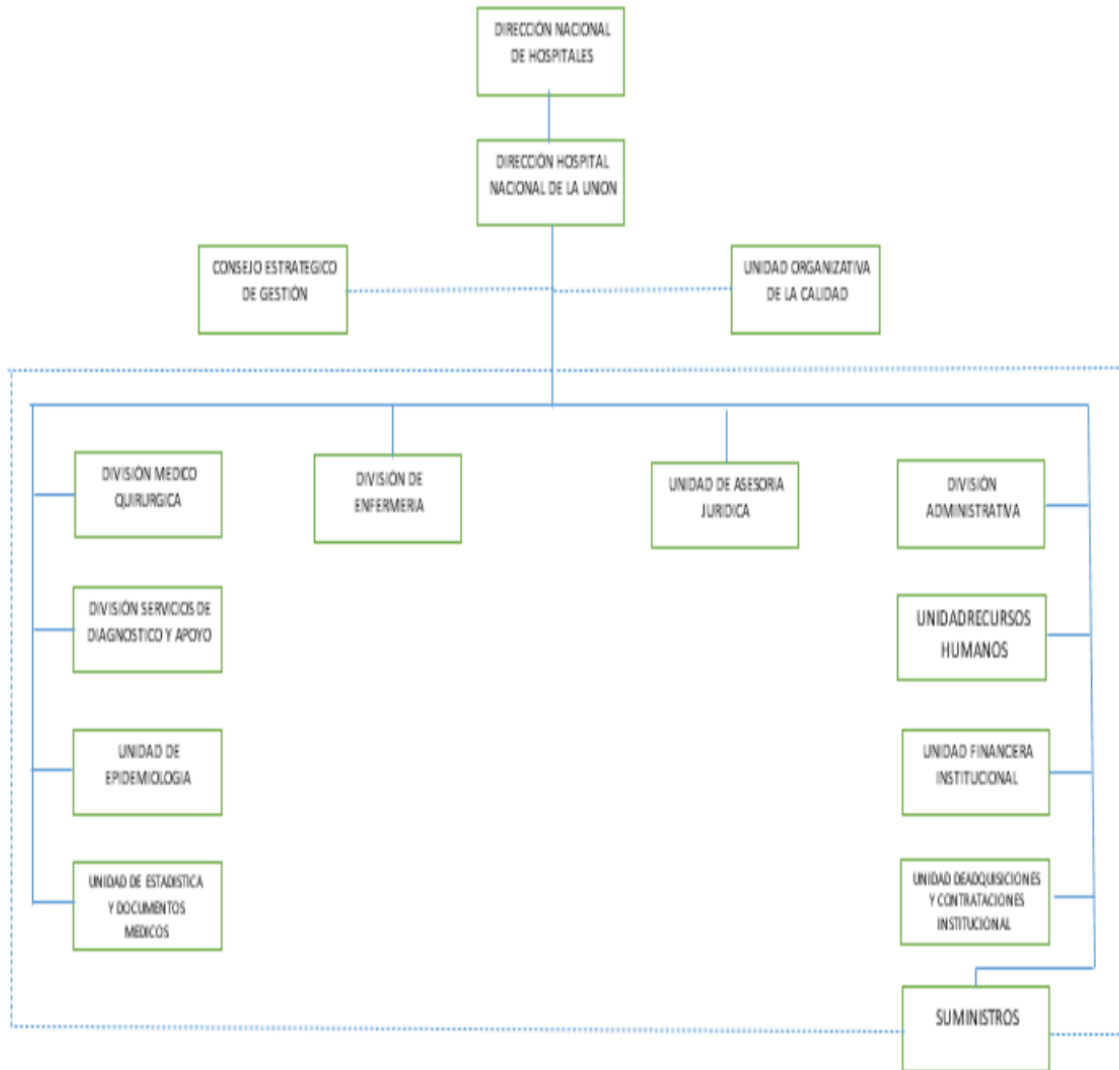 DIRECCIÓN NACIONAL
DE HOSPITALES
DIRECCIÓN HOSPITAL
NACIONAL DE LA UNION
CONSEJO ESTRATEGICO
DE GESTIÓN
UNIDAD ORGANIZATIVA
DE LA CALIDAD
DIVISIÓN MEDICO
QUIRURGICA
DIVISIÓN DE
ENFERMERIA
UNIDAD DE ASESORIA
JURIDICA
DIVISIÓN
ADMINISTRATIVA
DIVISIÓN SERVICIOS DE
DIAGNOSTICO Y APOYO
UNIDADRECURSOS
HUMANOS
UNIDAD DE
EPIDEMIOLOGIA
UNIDAD FINANCIERA
INSTITUCIONAL
UNIDAD DE ESTADISTICA
Y DOCUMENTOS
MEDICOS
UNIDAD DEADQUISICIONES
Y CONTRATACIONES
INSTITUCIONAL
SUMINISTROS